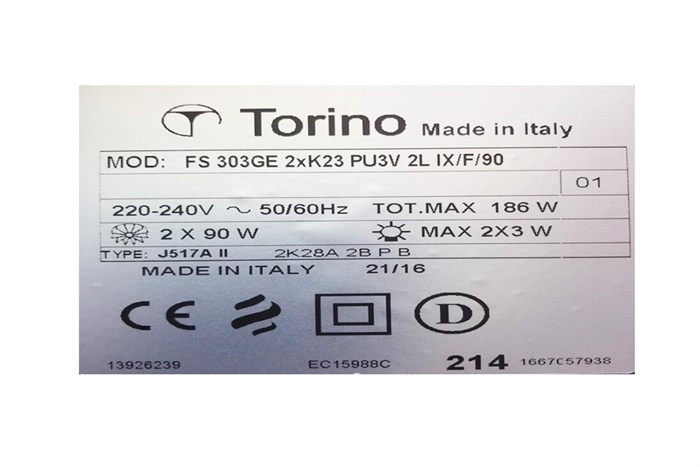 Torino Made in Italy
MOD: FS 303GE 2xK23 PU3V 2L IX/F/90
01
220-240V ~ 50/60Hz TOT.MAX 186 W
2 X 90 W MAX 2X3 W
TYPE: J517A II 2K28A 2B P B
MADE IN ITALY 21/16
CE D
13926239 EC15988C 214 1667057938